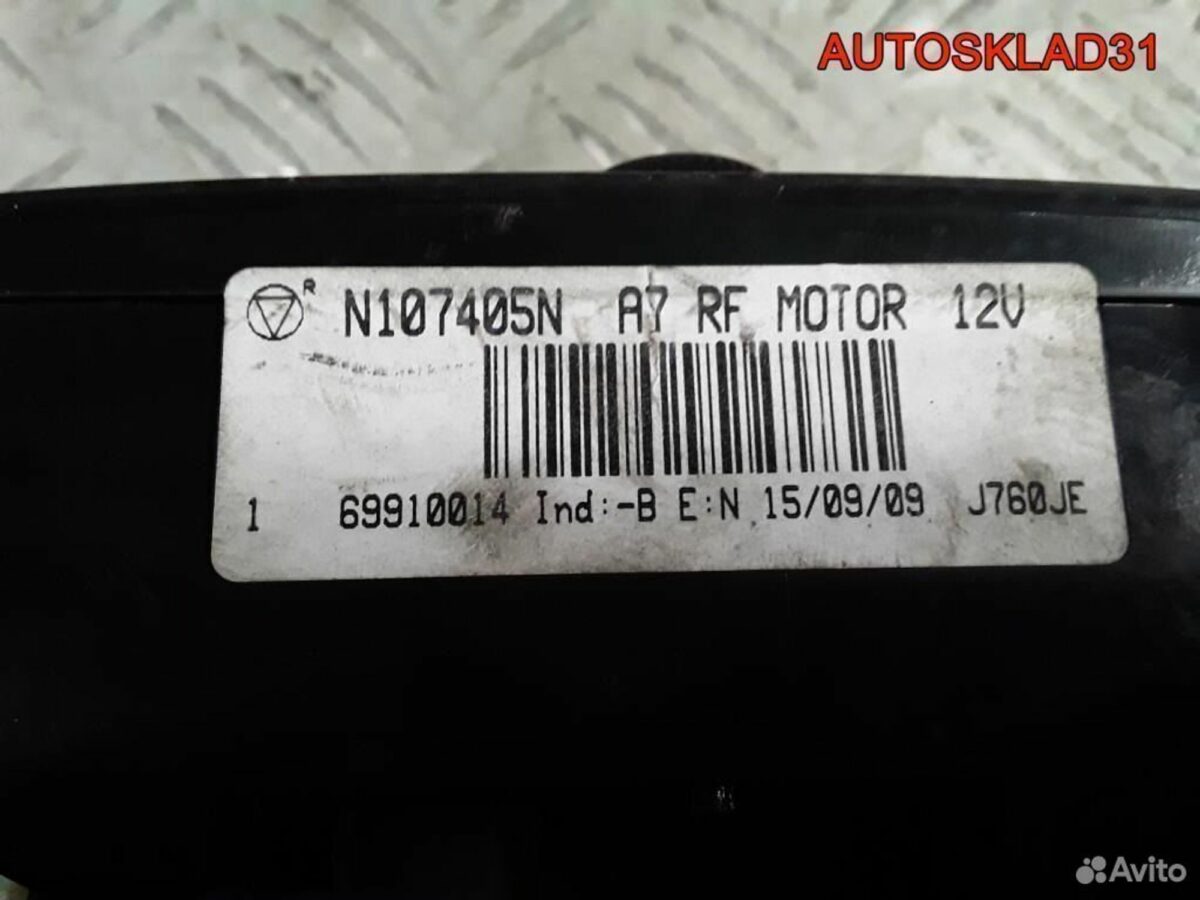 AUTOSKLAD31
R N107405N A7 RF MOTOR 12V
1 69910014 Ind:-B E:N 15/09/09 J760JE
Avito